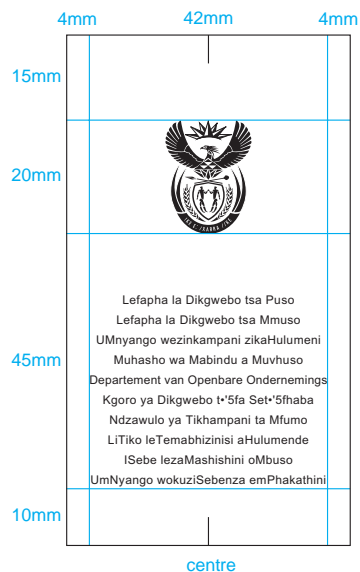 4mm 42mm 4mm
15mm
20mm
Lefapha la Dikgwebo tsa Puso
Lefapha la Dikgwebo tsa Mmuso
UMnyango wezinkampani zikaHulumeni
Muhasho wa Mabindu a Muvhuso
Departement van Openbare Ondernemings
Kgoro ya Dikgwebo t•'5fa Set•'5fhaba
Ndzawulo ya Tikhampani ta Mfumo
LiTiko leTemabhizinisi aHulumende
ISebe lezaMashishini oMbuso
UmNyango wokuziSebenza emPhakathini
45mm
10mm
centre